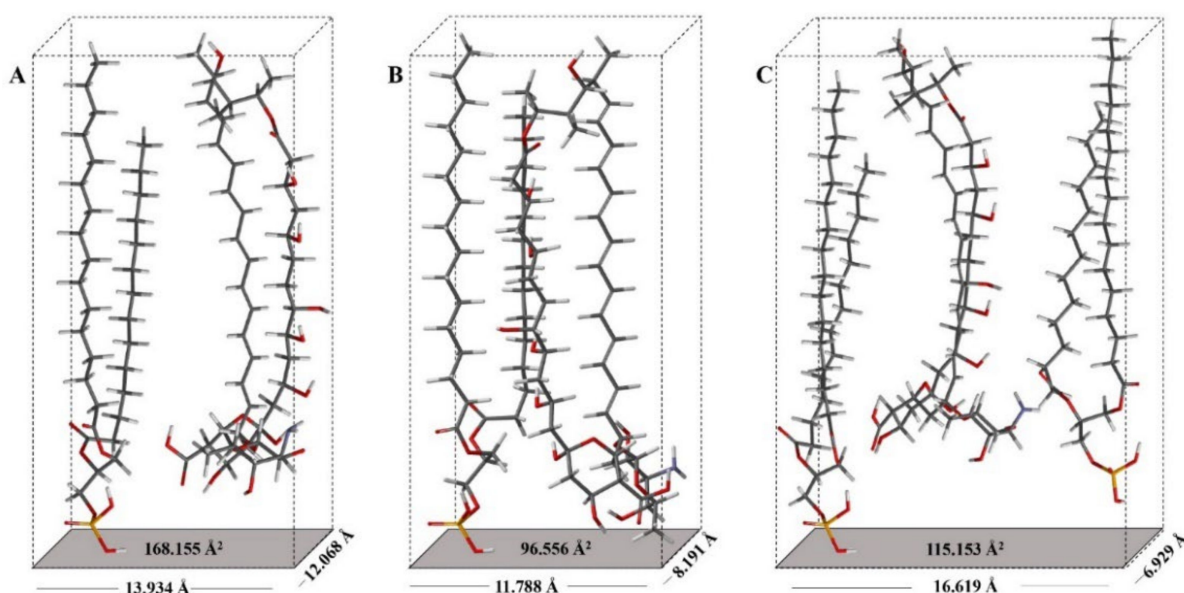 A
B
C
168.155 Å²
96.556 Å²
115.153 Å²
12.068 Å
8.191 Å
6.929 Å
13.934 Å
11.788 Å
16.619 Å